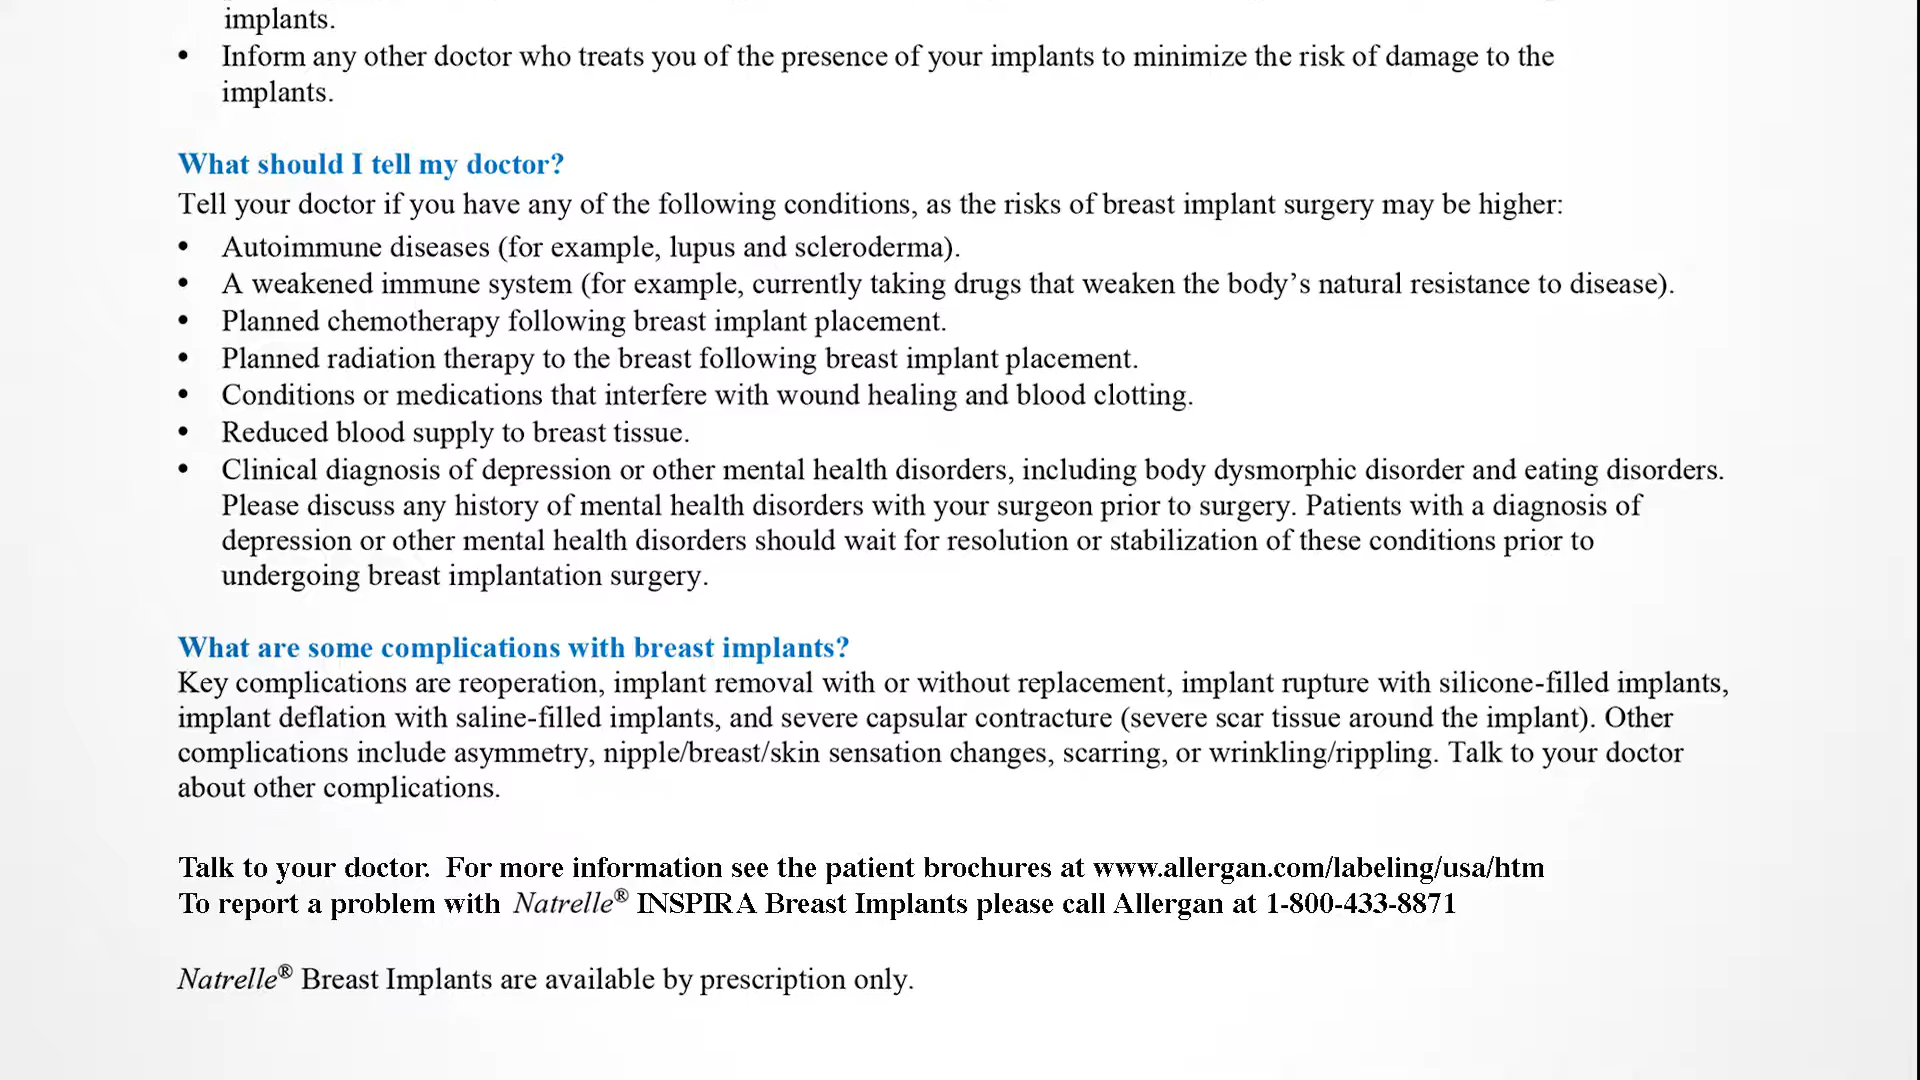 implants.
• Inform any other doctor who treats you of the presence of your implants to minimize the risk of damage to the
implants.
What should I tell my doctor?
Tell your doctor if you have any of the following conditions, as the risks of breast implant surgery may be higher:
• Autoimmune diseases (for example, lupus and scleroderma).
• A weakened immune system (for example, currently taking drugs that weaken the body’s natural resistance to disease).
• Planned chemotherapy following breast implant placement.
• Planned radiation therapy to the breast following breast implant placement.
• Conditions or medications that interfere with wound healing and blood clotting.
• Reduced blood supply to breast tissue.
• Clinical diagnosis of depression or other mental health disorders, including body dysmorphic disorder and eating disorders.
Please discuss any history of mental health disorders with your surgeon prior to surgery. Patients with a diagnosis of
depression or other mental health disorders should wait for resolution or stabilization of these conditions prior to
undergoing breast implantation surgery.
What are some complications with breast implants?
Key complications are reoperation, implant removal with or without replacement, implant rupture with silicone-filled implants,
implant deflation with saline-filled implants, and severe capsular contracture (severe scar tissue around the implant). Other
complications include asymmetry, nipple/breast/skin sensation changes, scarring, or wrinkling/rippling. Talk to your doctor
about other complications.
Talk to your doctor. For more information see the patient brochures at www.allergan.com/labeling/usa/htm
To report a problem with Natrelle® INSPIRA Breast Implants please call Allergan at 1-800-433-8871
Natrelle® Breast Implants are available by prescription only.